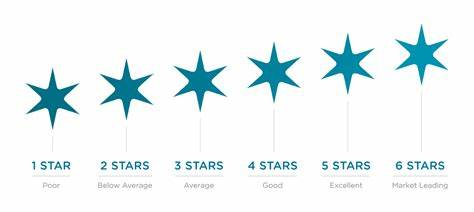 1 STAR
2 STARS
3 STARS
4 STARS
5 STARS
6 STARS
Poor
Below Average
Average
Good
Excellent
Market Leading